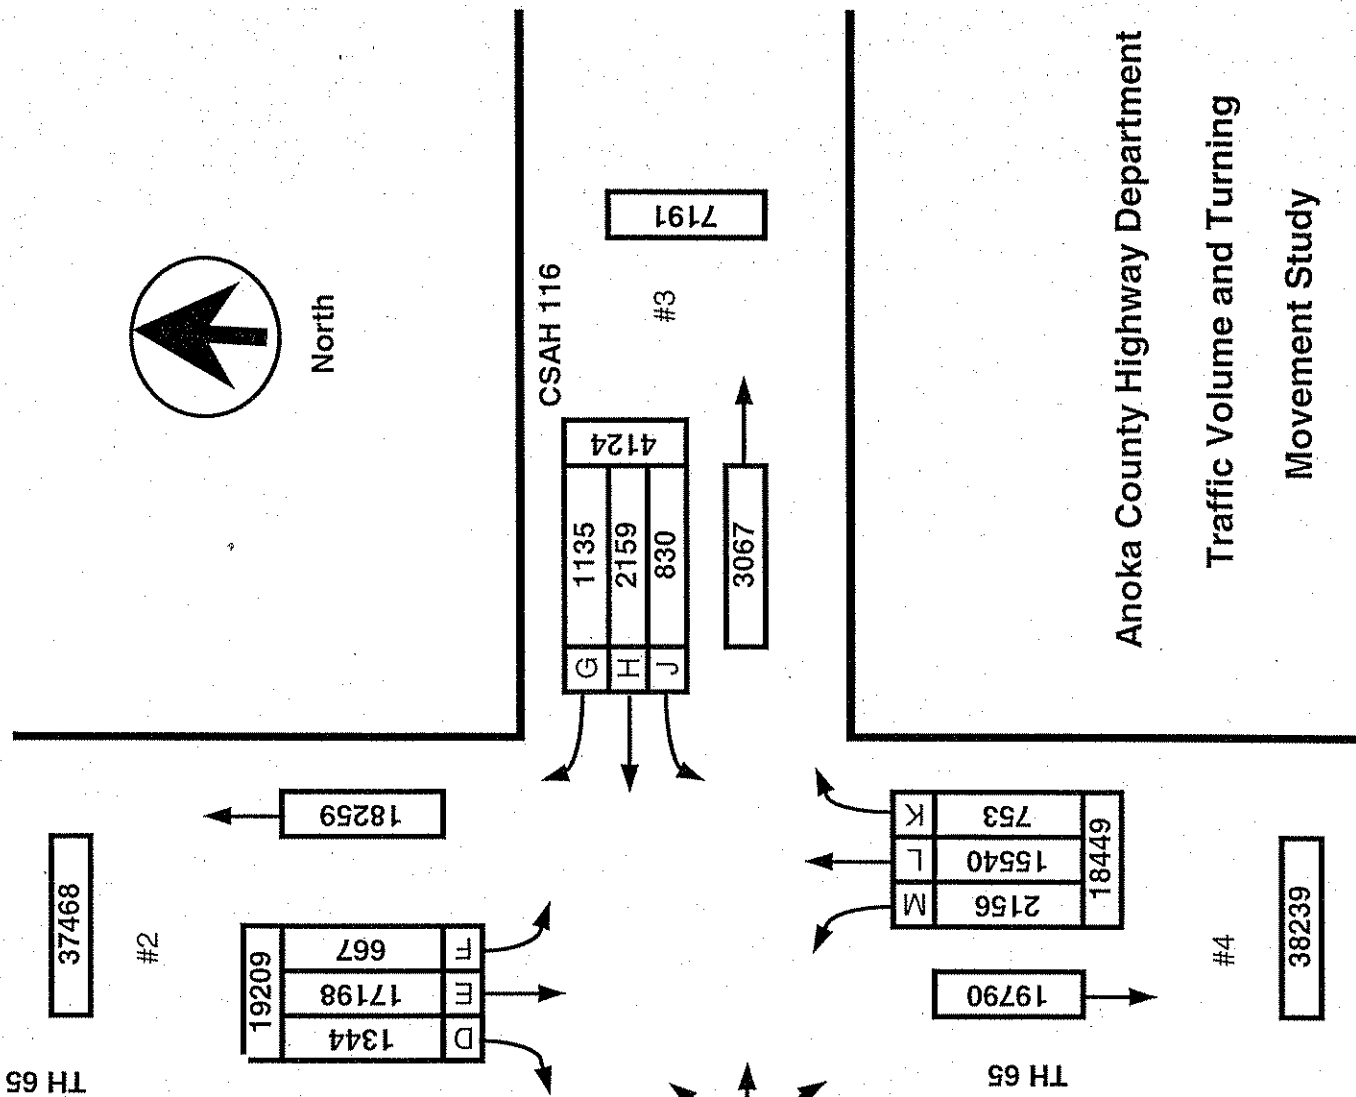 TH 65
37468
#2
19209
1344
17198
667
D
E
F
18259
North
CSAH 116
G 1135
H 2159
J 830
4124
3067
#3
7191
K 753
L 15540
M 2156
18449
19790
#4
38239
TH 65
Anoka County Highway Department
Traffic Volume and Turning
Movement Study